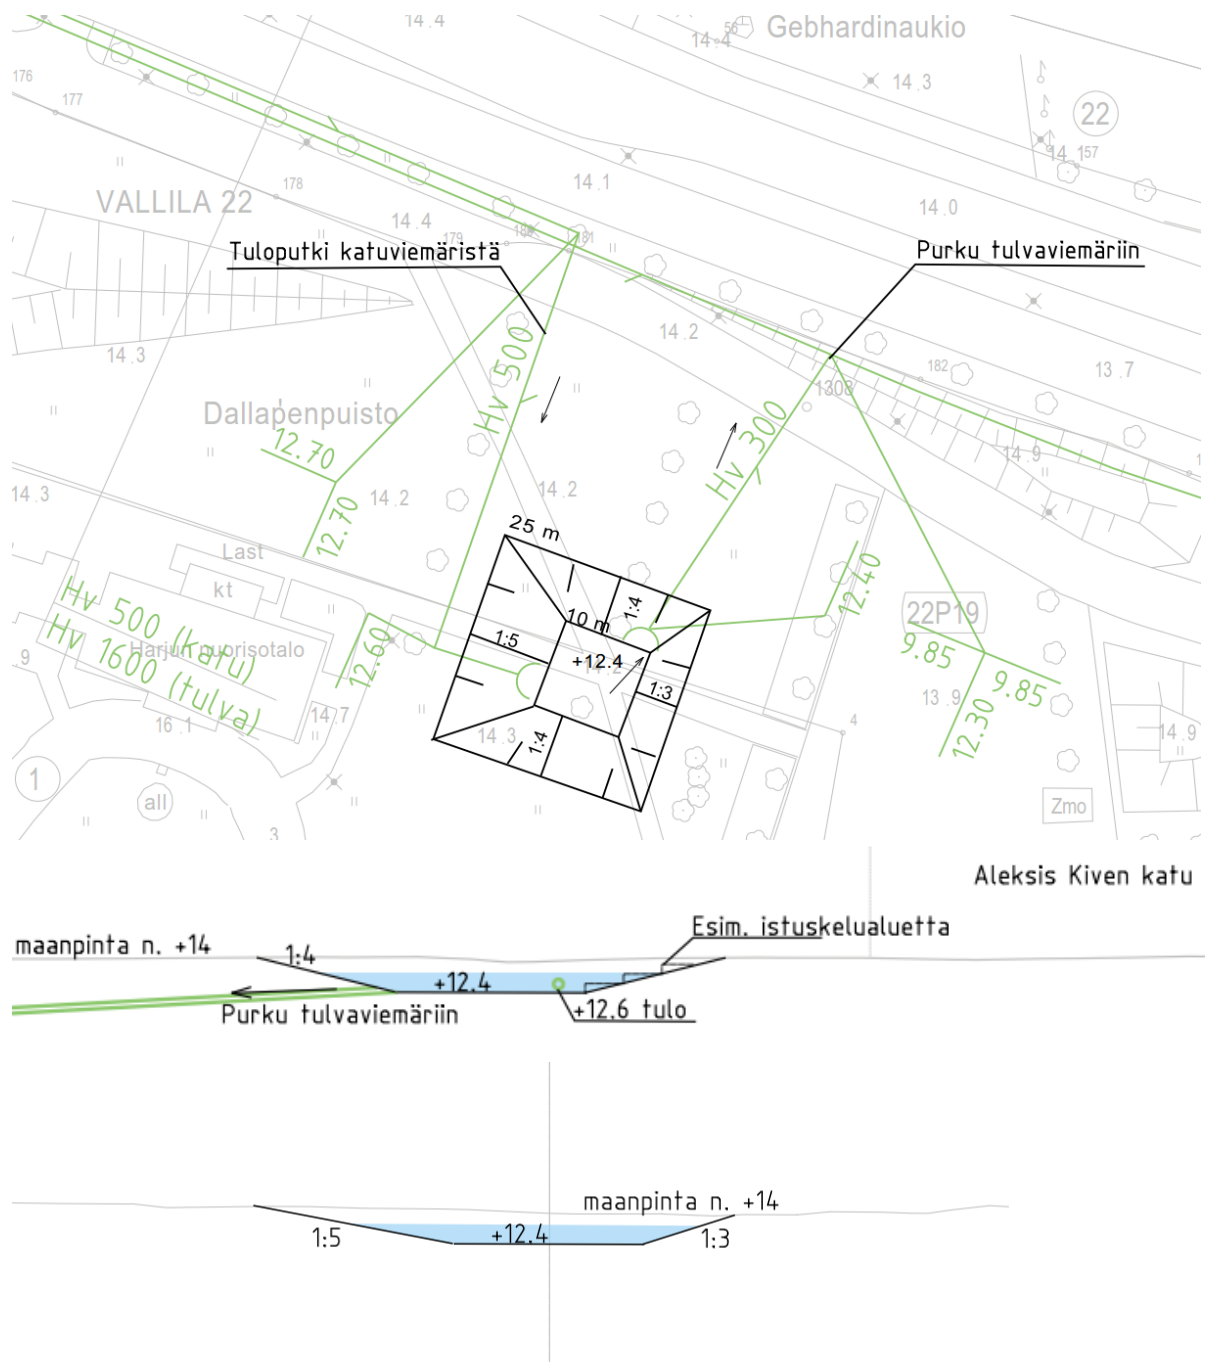 14.4
56
14.4
Gebhardinaukio
176
177
14.3
22
14.1
57
178
14.1
VALLILA 22
14.4
14.0
179
180
181
Tuloputki katuviemäristä
Purku tulvaviemäriin
14.2
14.3
Hv 500
182
13.7
1308
Dallapenpuisto
Hv 300
12.70
14.9
14.3
14.2
14.2
12.70
25 m
Last
kt
12.40
Hv 500 (katu)
Hv 1600 (tulva)
10 m
1:4
22P19
Harjun nuorisotalo
12.60
1:5
+12.4
14.2
9.85
.9
1:3
9.85
13.9
16.1
14.7
14.3
1:4
4
12.30
14.9
1
all
Zmo
3
Aleksis Kiven katu
Esim. istuskelualuetta
maanpinta n. +14
1:4
+12.4
+12.6 tulo
Purku tulvaviemäriin
maanpinta n. +14
1:5
+12.4
1:3